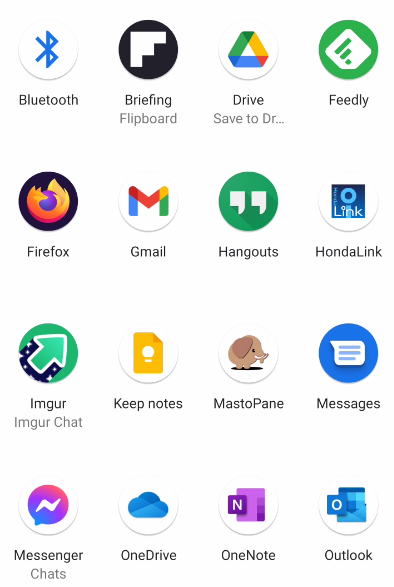 Bluetooth
Briefing
Flipboard
Drive
Save to Dr...
Feedly
Firefox
Gmail
Hangouts
Link
HondaLink
Imgur
Imgur Chat
Keep notes
MastoPane
Messages
Messenger
Chats
OneDrive
N
OneNote
O
Outlook